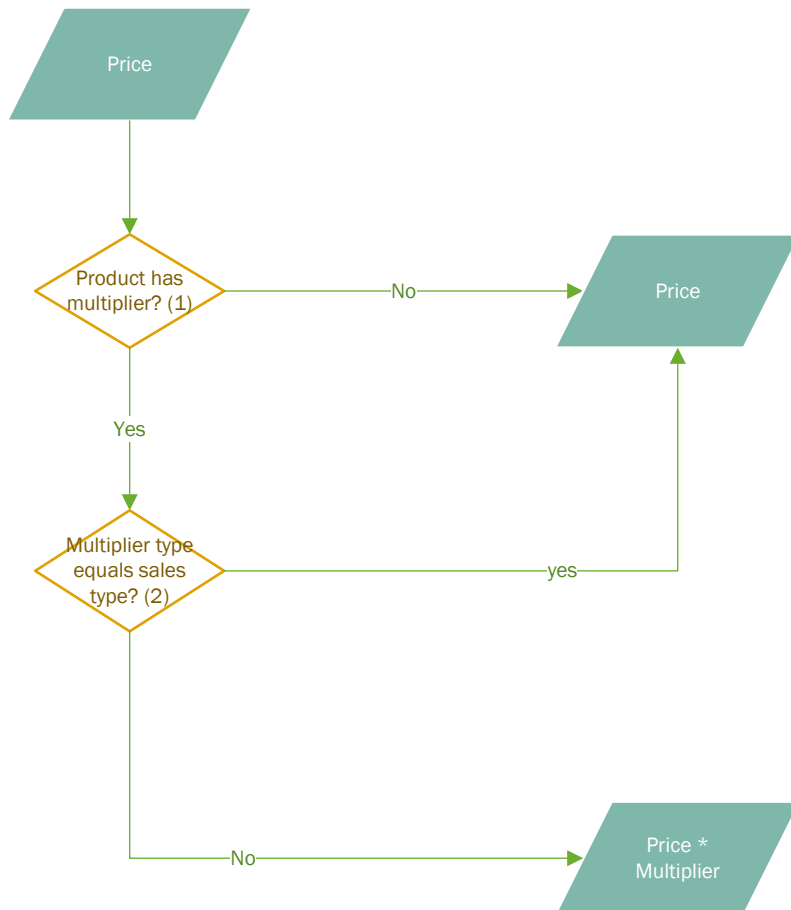 Price
Product has
multiplier? (1)
No
Price
Yes
Multiplier type
equals sales
type? (2)
yes
No
Price *
Multiplier